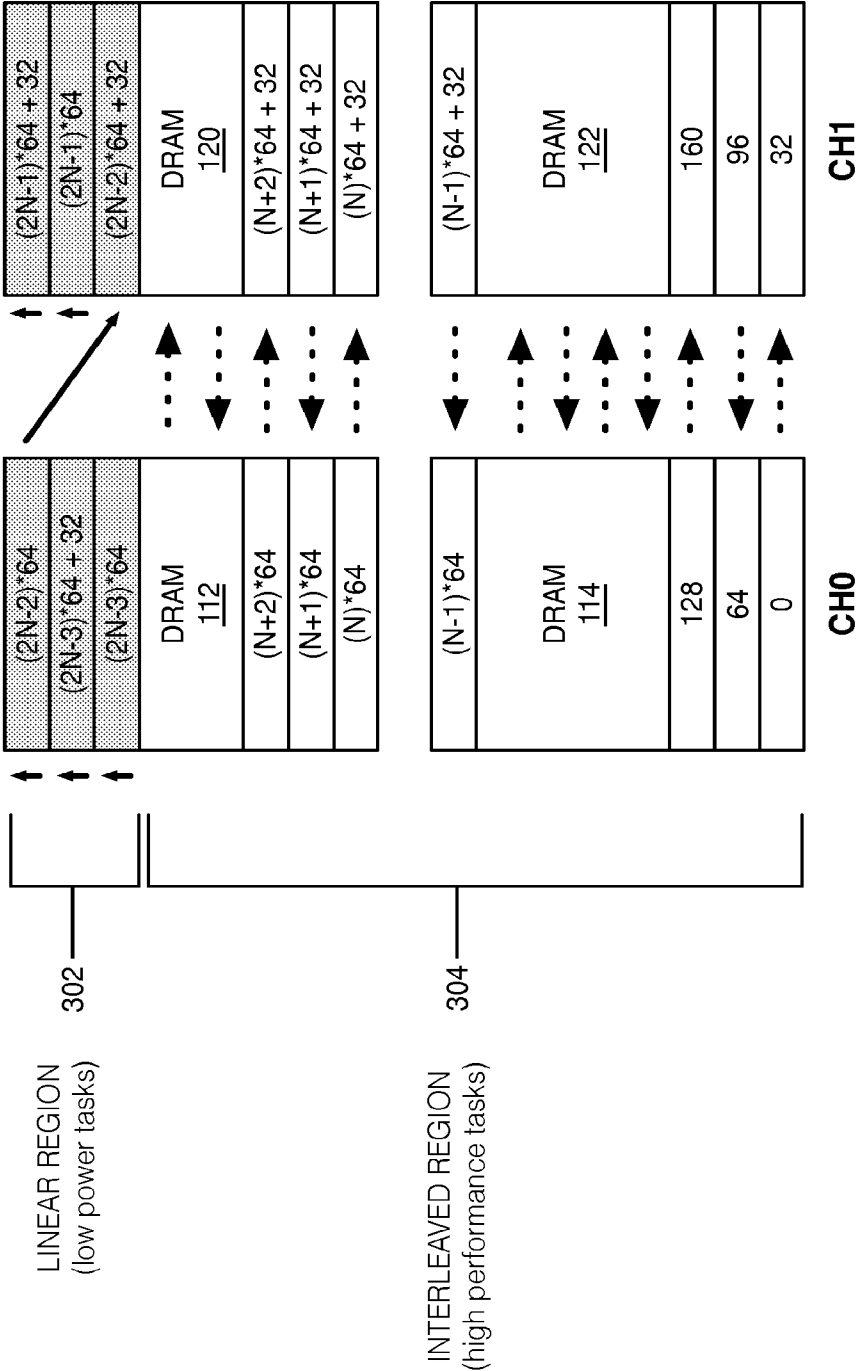 LINEAR REGION
(low power tasks)
302
INTERLEAVED REGION
(high performance tasks)
304
(2N-2)*64
(2N-3)*64 + 32
(2N-3)*64
DRAM
112
(N+2)*64
(N+1)*64
(N)*64
(N-1)*64
DRAM
114
128
64
0
CH0
(2N-1)*64 + 32
(2N-1)*64
(2N-2)*64 + 32
DRAM
120
(N+2)*64 + 32
(N+1)*64 + 32
(N)*64 + 32
(N-1)*64 + 32
DRAM
122
160
96
32
CH1